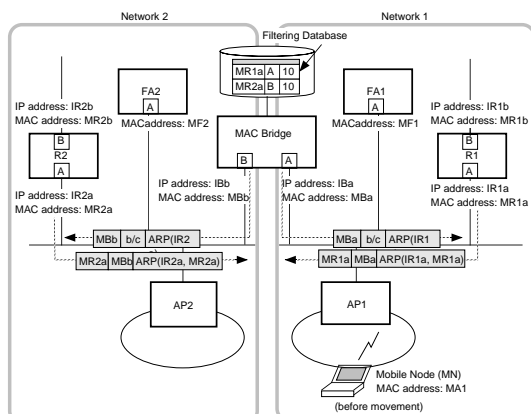 Network 2
Network 1
Filtering Database
MR1a A 10
MR2a B 10
FA2
A
FA1
A
IP address: IR2b
MAC address: MR2b
MACaddress: MF2
MAC Bridge
MACaddress: MF1
IP address: IR1b
MAC address: MR1b
B
R2
A
B
A
B
R1
A
IP address: IR2a
MAC address: MR2a
IP address: IBb
MAC address: MBb
IP address: IBa
MAC address: MBa
IP address: IR1a
MAC address: MR1a
MBb b/c ARP(IR2
MBa b/c ARP(IR1
MR2a MBb ARP(IR2a, MR2a)
MR1a MBa ARP(IR1a, MR1a)
AP2
AP1
Mobile Node (MN)
MAC address: MA1
(before movement)